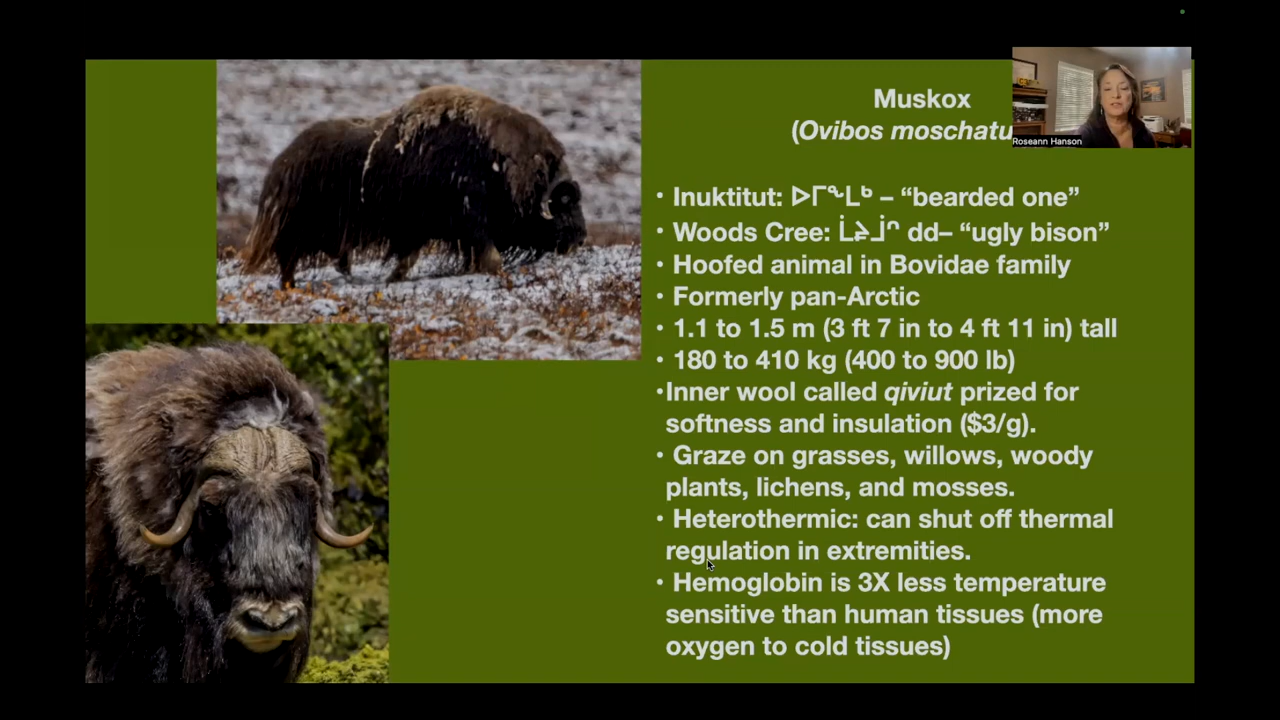 Muskox
(Ovibos moschatu
Roseann Hanson
• Inuktitut: ᐅᒥᖕᒪᒃ – “bearded one”
• Woods Cree: ᒫᔨᒨᐢ dd– “ugly bison”
• Hoofed animal in Bovidae family
• Formerly pan-Arctic
• 1.1 to 1.5 m (3 ft 7 in to 4 ft 11 in) tall
• 180 to 410 kg (400 to 900 lb)
•Inner wool called qiviut prized for
softness and insulation ($3/g).
• Graze on grasses, willows, woody
plants, lichens, and mosses.
• Heterothermic: can shut off thermal
regulation in extremities.
• Hemoglobin is 3X less temperature
sensitive than human tissues (more
oxygen to cold tissues)